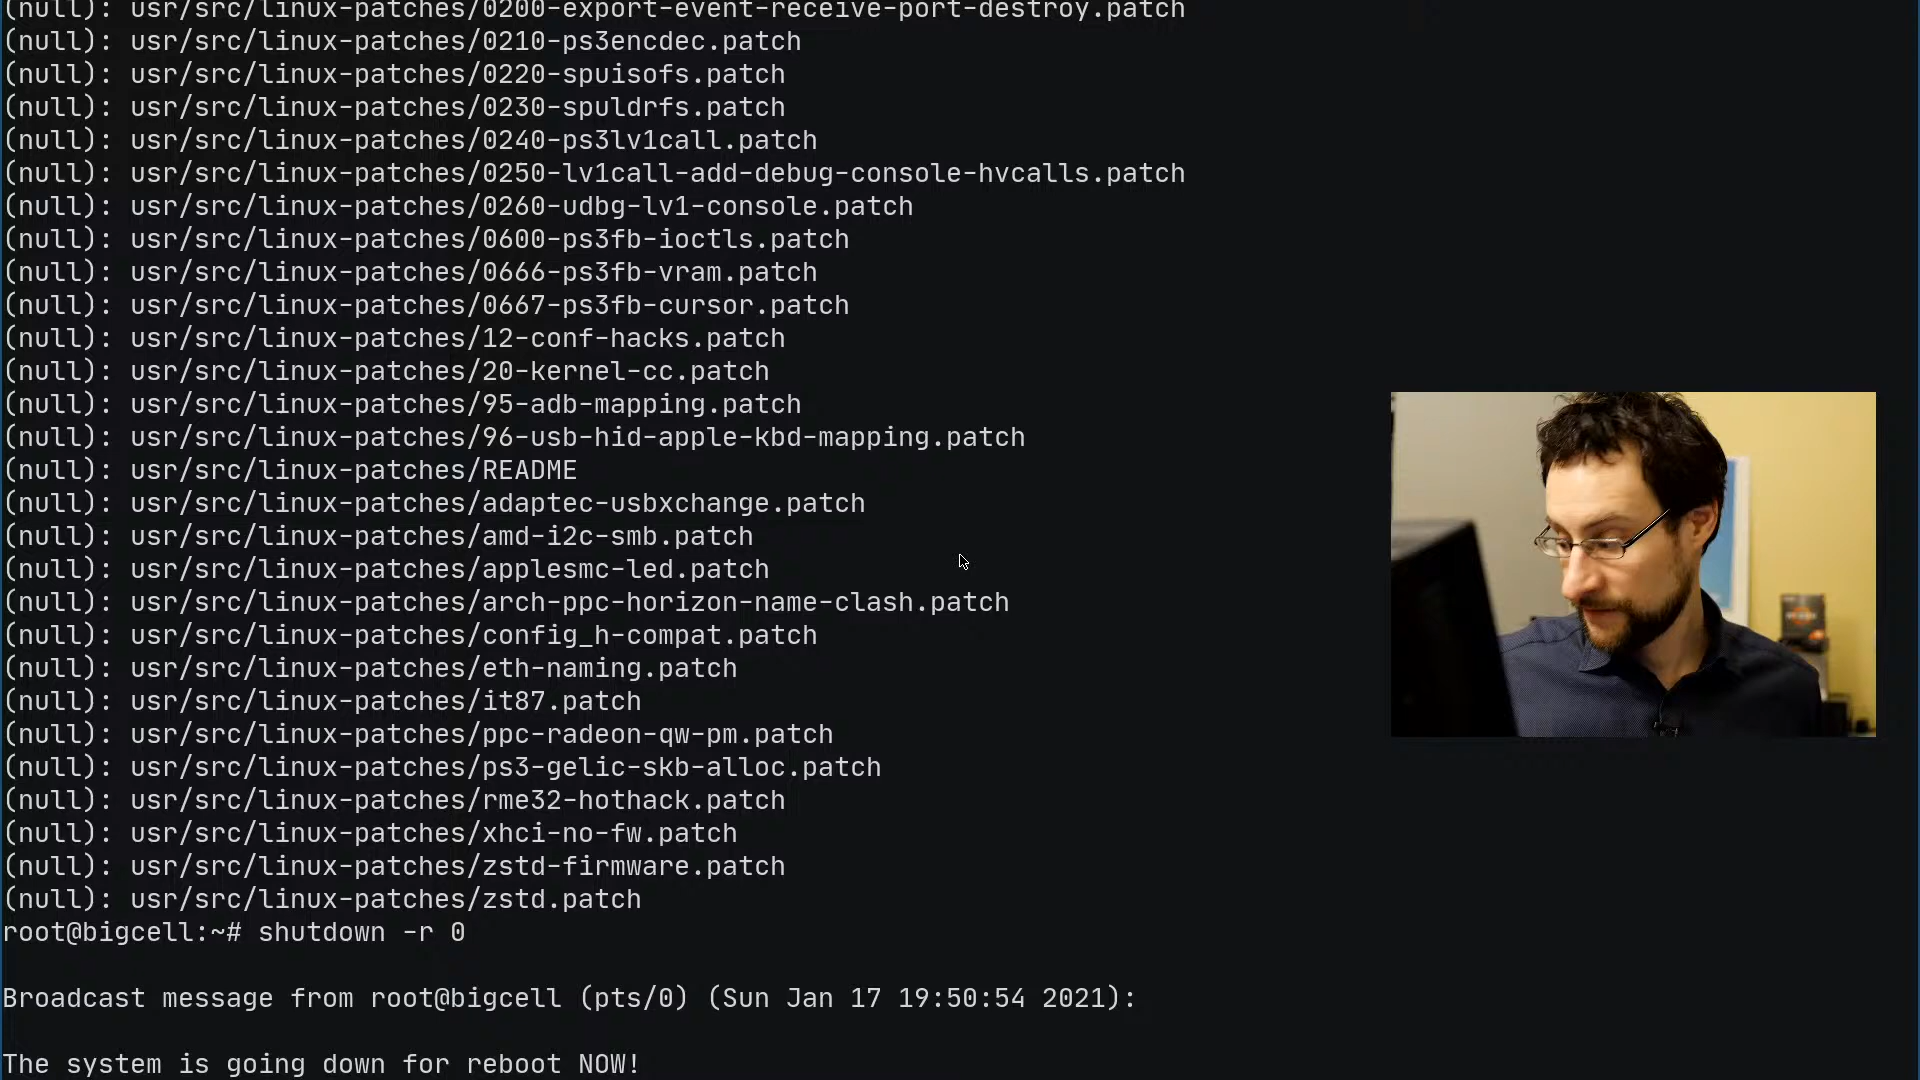 (null): usr/src/linux-patches/0200-export-event-receive-port-destroy.patch
(null): usr/src/linux-patches/0210-ps3encdec.patch
(null): usr/src/linux-patches/0220-spuisofs.patch
(null): usr/src/linux-patches/0230-spuldrfs.patch
(null): usr/src/linux-patches/0240-ps3lv1call.patch
(null): usr/src/linux-patches/0250-lv1call-add-debug-console-hvcalls.patch
(null): usr/src/linux-patches/0260-udbg-lv1-console.patch
(null): usr/src/linux-patches/0600-ps3fb-ioctls.patch
(null): usr/src/linux-patches/0666-ps3fb-vram.patch
(null): usr/src/linux-patches/0667-ps3fb-cursor.patch
(null): usr/src/linux-patches/12-conf-hacks.patch
(null): usr/src/linux-patches/20-kernel-cc.patch
(null): usr/src/linux-patches/95-adb-mapping.patch
(null): usr/src/linux-patches/96-usb-hid-apple-kbd-mapping.patch
(null): usr/src/linux-patches/README
(null): usr/src/linux-patches/adaptec-usbxchange.patch
(null): usr/src/linux-patches/amd-i2c-smb.patch
(null): usr/src/linux-patches/applesmc-led.patch
(null): usr/src/linux-patches/arch-ppc-horizon-name-clash.patch
(null): usr/src/linux-patches/config_h-compat.patch
(null): usr/src/linux-patches/eth-naming.patch
(null): usr/src/linux-patches/it87.patch
(null): usr/src/linux-patches/ppc-radeon-qw-pm.patch
(null): usr/src/linux-patches/ps3-gelic-skb-alloc.patch
(null): usr/src/linux-patches/rme32-hothack.patch
(null): usr/src/linux-patches/xhci-no-fw.patch
(null): usr/src/linux-patches/zstd-firmware.patch
(null): usr/src/linux-patches/zstd.patch
root@bigcell:~# shutdown -r 0
Broadcast message from root@bigcell (pts/0) (Sun Jan 17 19:50:54 2021):
The system is going down for reboot NOW!